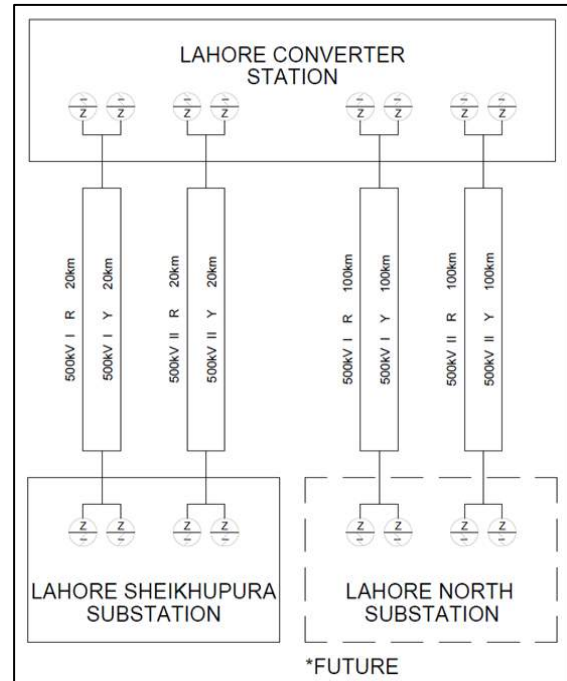 LAHORE CONVERTER
STATION
~ ~ ~ ~ ~ ~ ~ ~
Z Z Z Z Z Z Z Z
500kV I R 20km
500kV I Y 20km
500kV II R 20km
500kV II Y 20km
500kV I R 100km
500kV I Y 100km
500kV II R 100km
500kV II Y 100km
Z Z Z Z Z Z Z Z
~ ~ ~ ~ ~ ~ ~ ~
LAHORE SHEIKHUPURA
SUBSTATION
LAHORE NORTH
SUBSTATION
*FUTURE